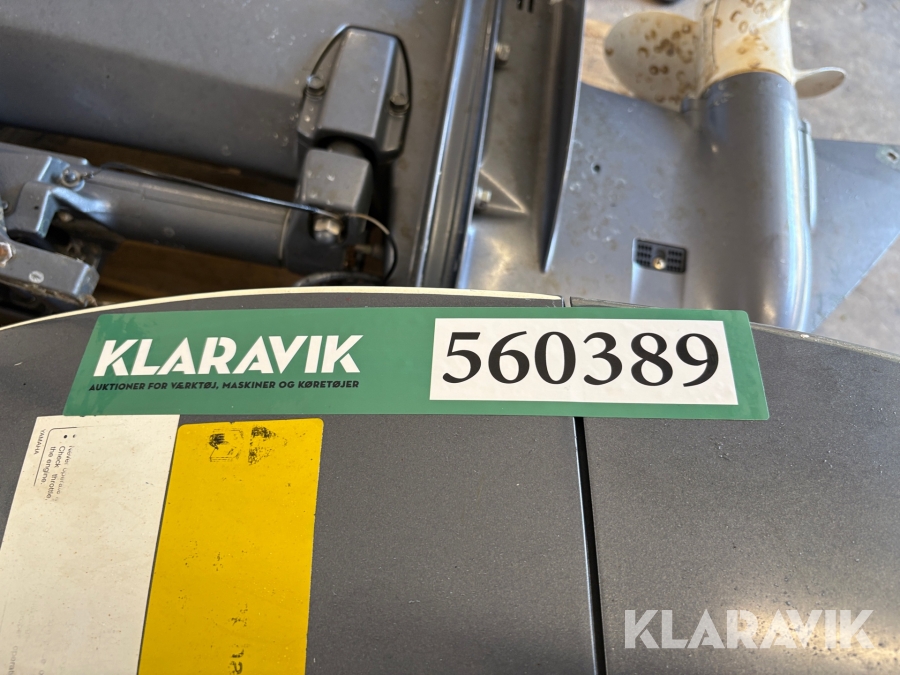 KLARAVIK
AUKTIONER FOR VÆRKTØJ, MASKINER OG KØRETØJER
560389
YAMAHA
Check throttle
the engine
KLARAVIK